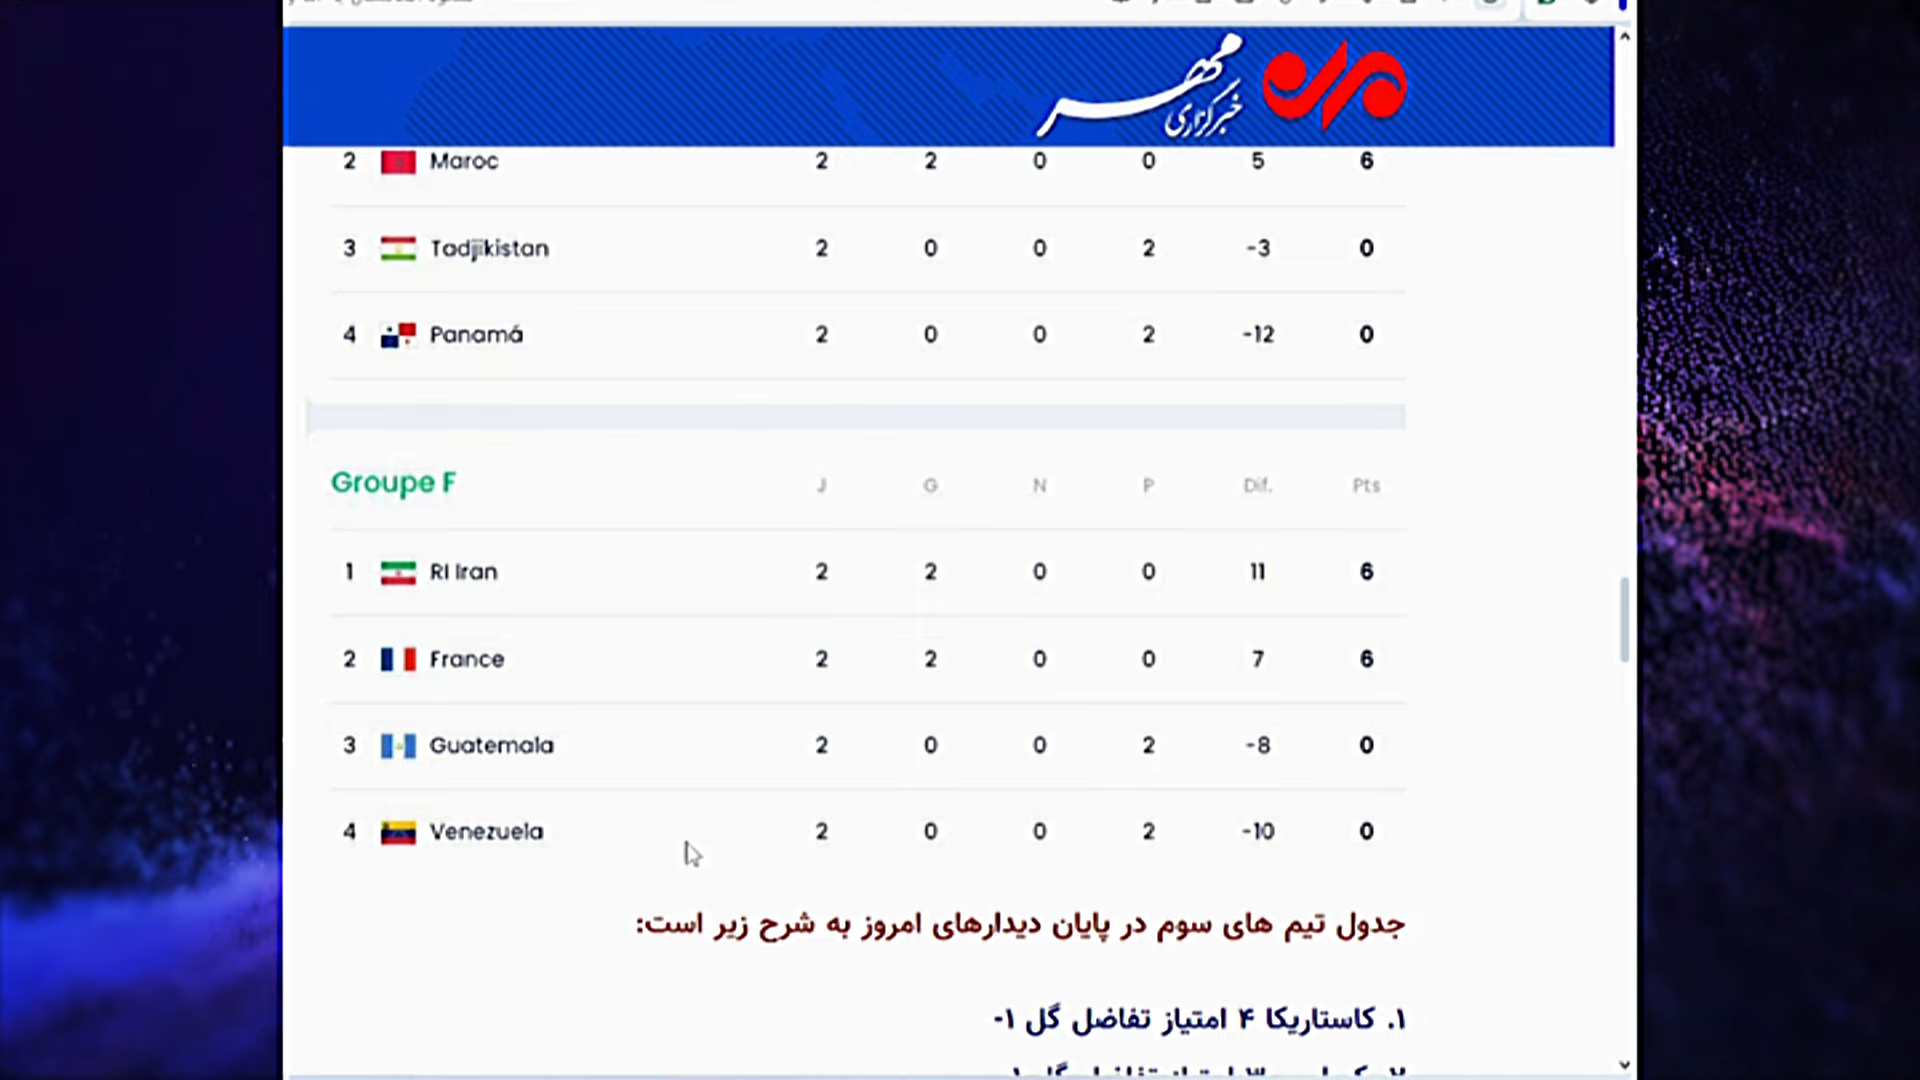 مهر
خبرگزاری
2 Maroc 2 2 0 0 5 6
3 Tadjikistan 2 0 0 2 -3 0
4 Panamá 2 0 0 2 -12 0
Groupe F J G N P Dif. Pts
1 RI Iran 2 2 0 0 11 6
2 France 2 2 0 0 7 6
3 Guatemala 2 0 0 2 -8 0
4 Venezuela 2 0 0 2 -10 0
جدول تیم های سوم در پایان دیدارهای امروز به شرح زیر است:
۱. کاستاریکا ۴ امتیاز تفاضل گل ۱-